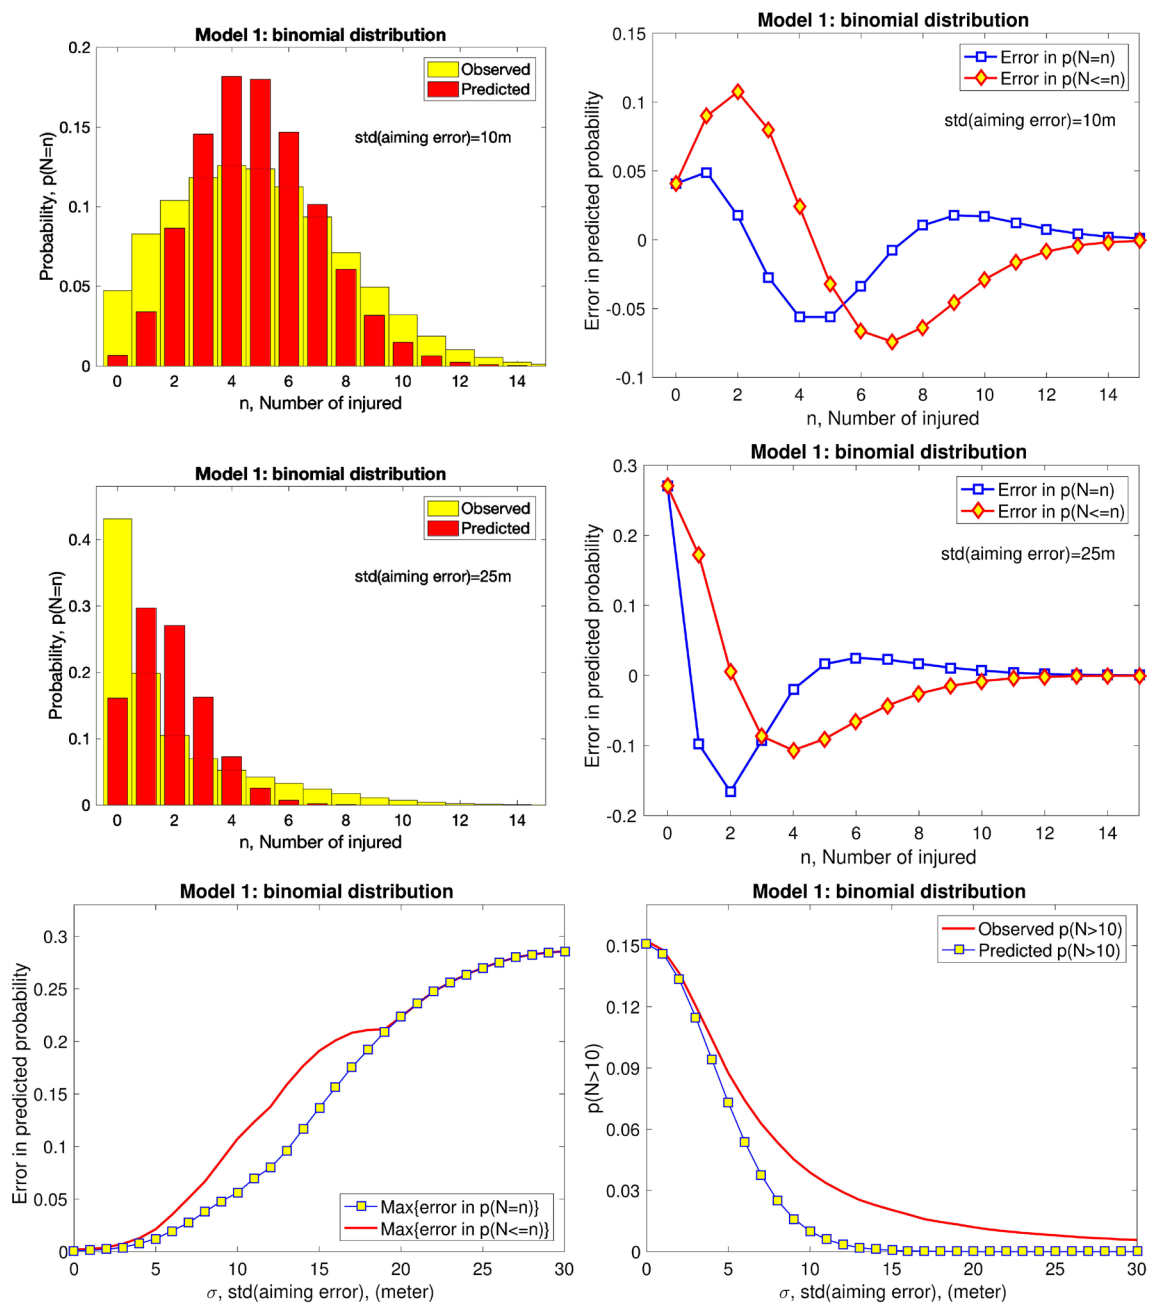 Model 1: binomial distribution
Probability, p(N=n)
0.2
0.15
0.1
0.05
0
Observed
Predicted
std(aiming error)=10m
0 2 4 6 8 10 12 14
n, Number of injured
Model 1: binomial distribution
Error in predicted probability
0.15
0.1
0.05
0
-0.05
-0.1
Error in p(N=n)
Error in p(N<=n)
std(aiming error)=10m
0 2 4 6 8 10 12 14
n, Number of injured
Model 1: binomial distribution
Probability, p(N=n)
0.4
0.3
0.2
0.1
0
Observed
Predicted
std(aiming error)=25m
0 2 4 6 8 10 12 14
n, Number of injured
Model 1: binomial distribution
Error in predicted probability
0.3
0.2
0.1
0
-0.1
-0.2
Error in p(N=n)
Error in p(N<=n)
std(aiming error)=25m
0 2 4 6 8 10 12 14
n, Number of injured
Model 1: binomial distribution
Error in predicted probability
0.3
0.25
0.2
0.15
0.1
0.05
0
Max{error in p(N=n)}
Max{error in p(N<=n)}
0 5 10 15 20 25 30
σ, std(aiming error), (meter)
Model 1: binomial distribution
p(N>10)
0.15
0.12
0.09
0.06
0.03
0
Observed p(N>10)
Predicted p(N>10)
0 5 10 15 20 25 30
σ, std(aiming error), (meter)